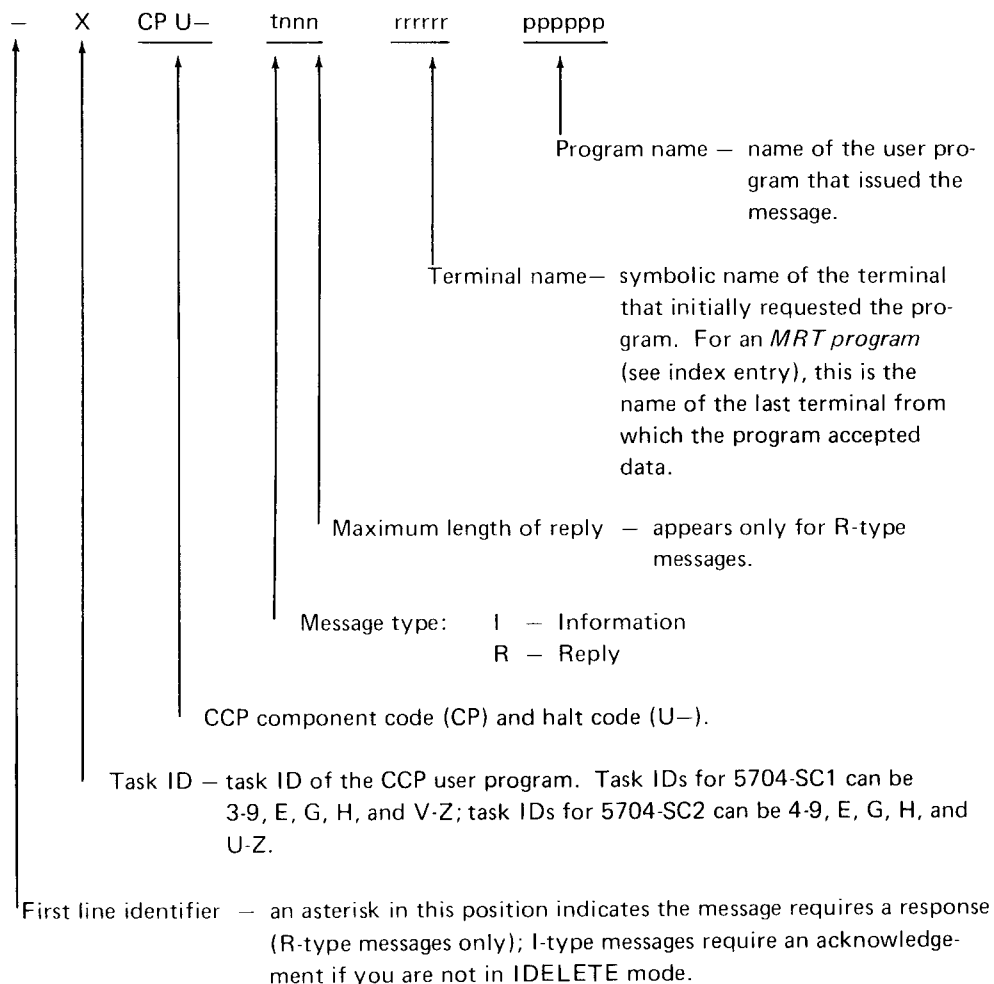 – X CP U– tnnn rrrrrr pppppp
Program name – name of the user pro-
gram that issued the
message.
Terminal name– symbolic name of the terminal
that initially requested the pro-
gram. For an MRT program
(see index entry), this is the
name of the last terminal from
which the program accepted
data.
Maximum length of reply – appears only for R-type
messages.
Message type: I – Information
R – Reply
CCP component code (CP) and halt code (U–).
Task ID – task ID of the CCP user program. Task IDs for 5704-SC1 can be
3-9, E, G, H, and V-Z; task IDs for 5704-SC2 can be 4-9, E, G, H, and
U-Z.
First line identifier – an asterisk in this position indicates the message requires a response
(R-type messages only); I-type messages require an acknowledge-
ment if you are not in IDELETE mode.